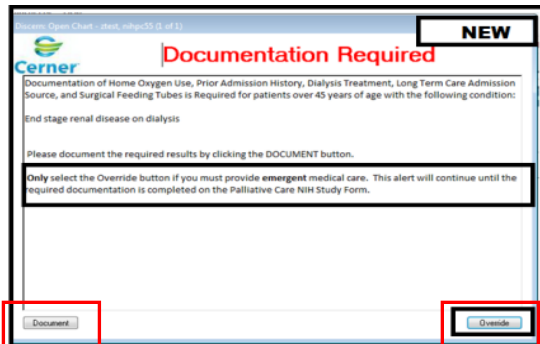 Discern: Open Chart - ztest, nihpc55 (1 of 1)
NEW
Cerner
Documentation Required
Documentation of Home Oxygen Use, Prior Admission History, Dialysis Treatment, Long Term Care Admission
Source, and Surgical Feeding Tubes is Required for patients over 45 years of age with the following condition:
End stage renal disease on dialysis
Please document the required results by clicking the DOCUMENT button.
Only select the Override button if you must provide emergent medical care. This alert will continue until the
required documentation is completed on the Palliative Care NIH Study Form.
Document
Override